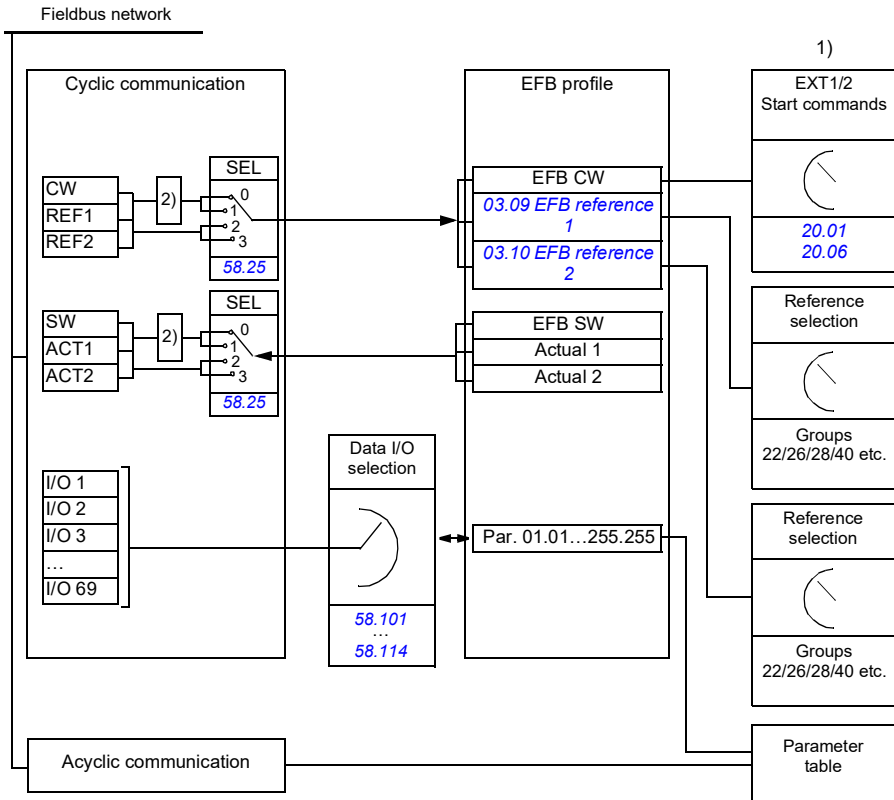 Fieldbus network
Cyclic communication
CW
REF1
REF2
2)
SEL
0
1
2
3
58.25
SW
ACT1
ACT2
2)
SEL
0
1
2
3
58.25
I/O 1
I/O 2
I/O 3
...
I/O 69
Data I/O
selection
58.101
...
58.114
EFB profile
EFB CW
03.09 EFB reference
1
03.10 EFB reference
2
EFB SW
Actual 1
Actual 2
Par. 01.01...255.255
1)
EXT1/2
Start commands
20.01
20.06
Reference
selection
Groups
22/26/28/40 etc.
Reference
selection
Groups
22/26/28/40 etc.
Acyclic communication
Parameter
table